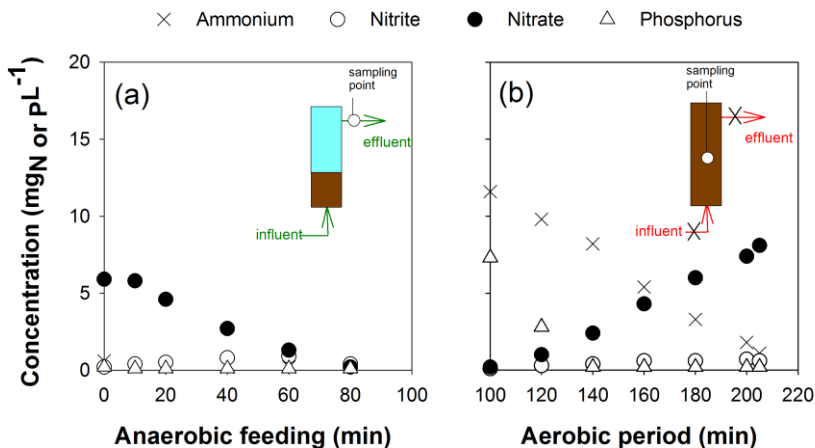 × Ammonium ○ Nitrite ● Nitrate △ Phosphorus
Concentration (mgN or PL-1)
20
15
10
5
0
(a)
sampling
point
effluent
influent
0 20 40 60 80 100
Anaerobic feeding (min)
(b)
sampling
point
effluent
influent
100 120 140 160 180 200 220
Aerobic period (min)